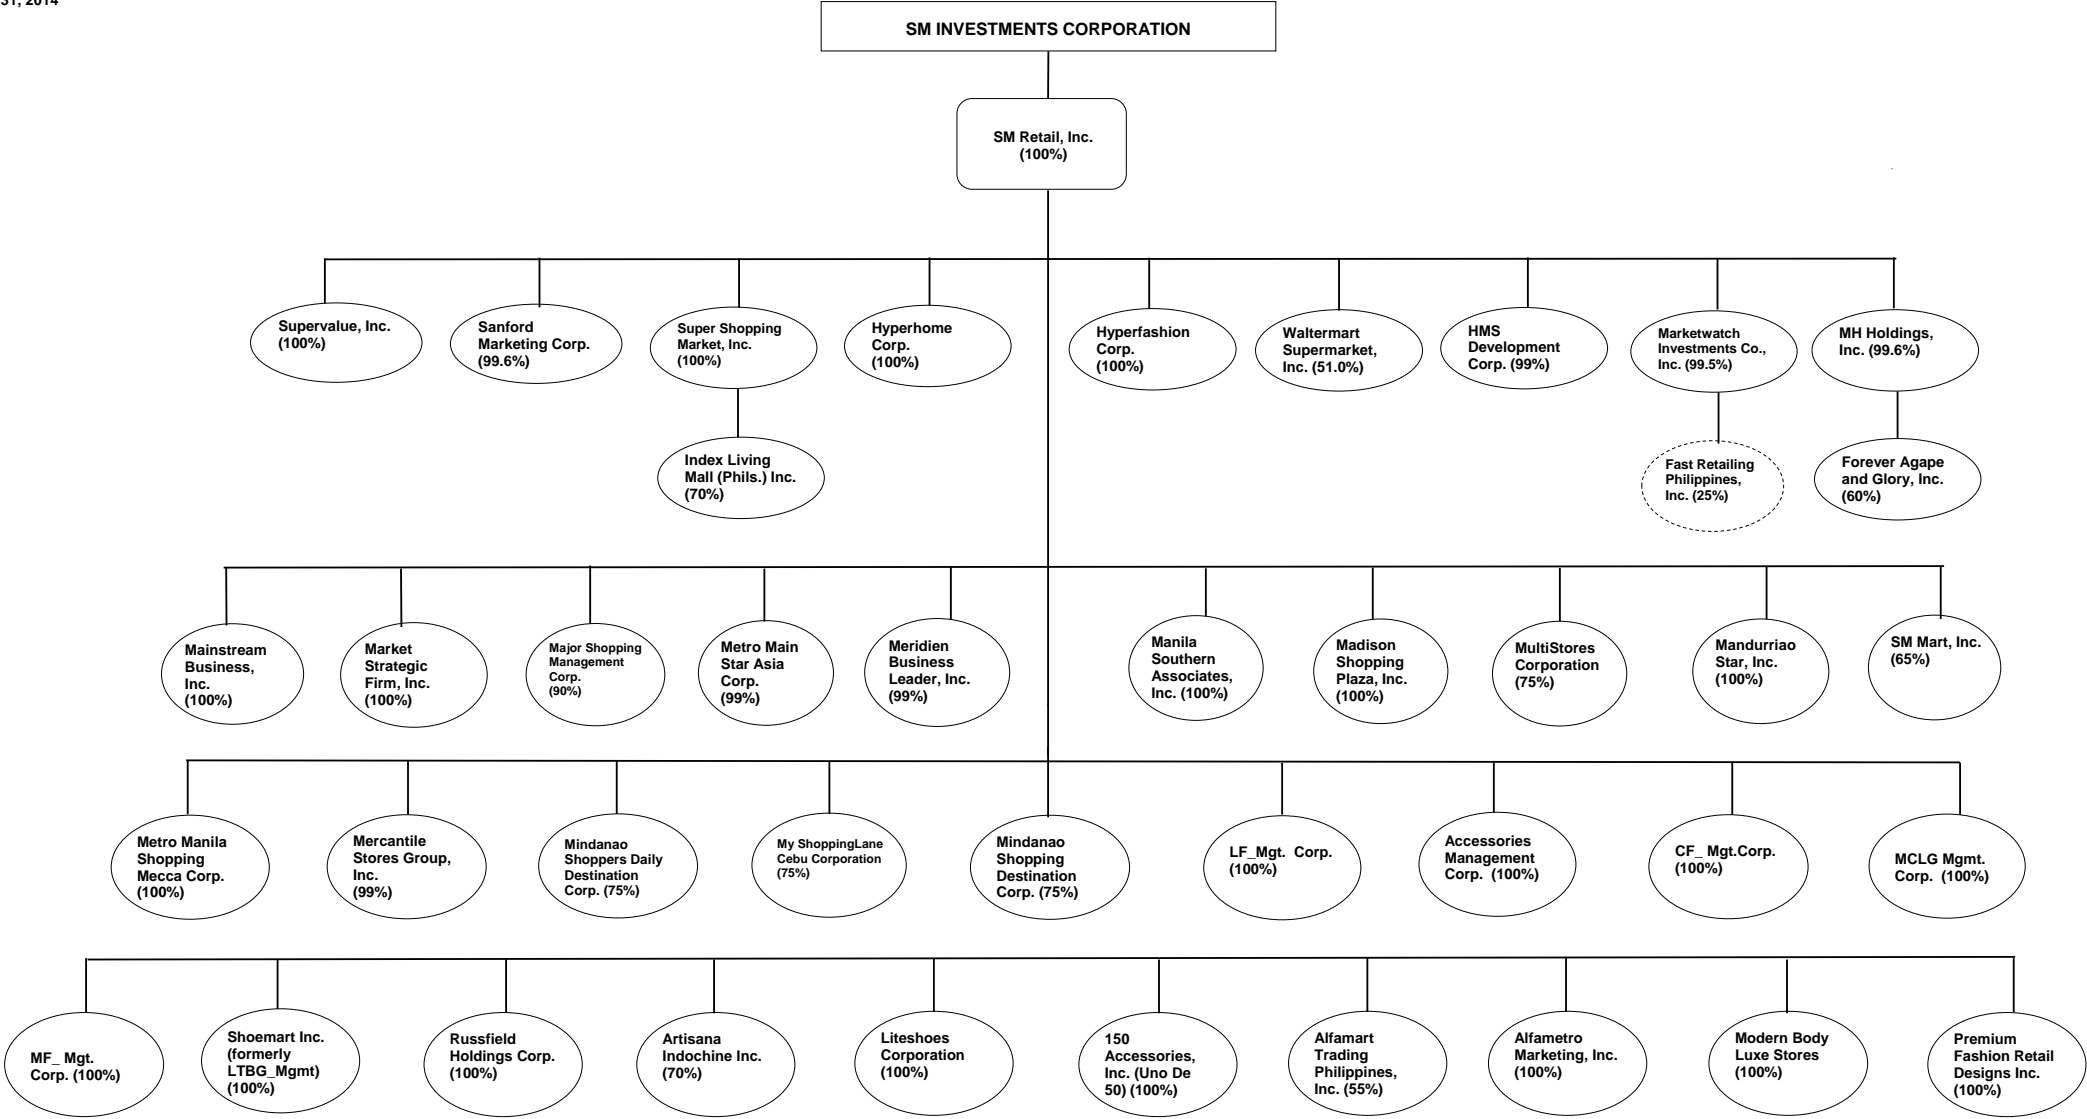 31, 2014
SM INVESTMENTS CORPORATION
SM Retail, Inc.
(100%)
Supervalue, Inc.
(100%)
Sanford
Marketing Corp.
(99.6%)
Super Shopping
Market, Inc.
(100%)
Hyperhome
Corp.
(100%)
Hyperfashion
Corp.
(100%)
Waltermart
Supermarket,
Inc. (51.0%)
HMS
Development
Corp. (99%)
Marketwatch
Investments Co.,
Inc. (99.5%)
MH Holdings,
Inc. (99.6%)
Index Living
Mall (Phils.) Inc.
(70%)
Fast Retailing
Philippines,
Inc. (25%)
Forever Agape
and Glory, Inc.
(60%)
Mainstream
Business,
Inc.
(100%)
Market
Strategic
Firm, Inc.
(100%)
Major Shopping
Management
Corp.
(90%)
Metro Main
Star Asia
Corp.
(99%)
Meridien
Business
Leader, Inc.
(99%)
Manila
Southern
Associates,
Inc. (100%)
Madison
Shopping
Plaza, Inc.
(100%)
MultiStores
Corporation
(75%)
Mandurriao
Star, Inc.
(100%)
SM Mart, Inc.
(65%)
Metro Manila
Shopping
Mecca Corp.
(100%)
Mercantile
Stores Group,
Inc.
(99%)
Mindanao
Shoppers Daily
Destination
Corp. (75%)
My ShoppingLane
Cebu Corporation
(75%)
Mindanao
Shopping
Destination
Corp. (75%)
LF_Mgt. Corp.
(100%)
Accessories
Management
Corp. (100%)
CF_ Mgt.Corp.
(100%)
MCLG Mgmt.
Corp. (100%)
MF_ Mgt.
Corp. (100%)
Shoemart Inc.
(formerly
LTBG_Mgmt)
(100%)
Russfield
Holdings Corp.
(100%)
Artisana
Indochine Inc.
(70%)
Liteshoes
Corporation
(100%)
150
Accessories,
Inc. (Uno De
50) (100%)
Alfamart
Trading
Philippines,
Inc. (55%)
Alfametro
Marketing, Inc.
(100%)
Modern Body
Luxe Stores
(100%)
Premium
Fashion Retail
Designs Inc.
(100%)